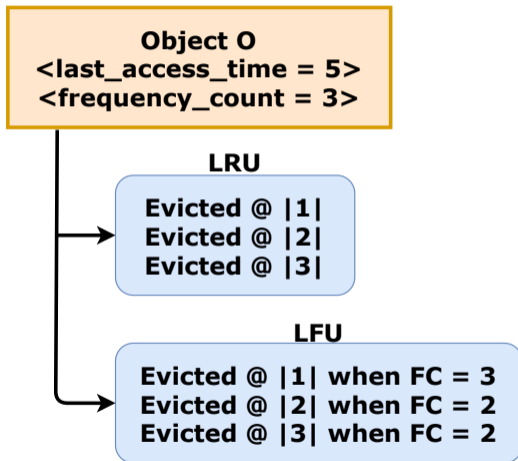 Object O
<last_access_time = 5>
<frequency_count = 3>
LRU
Evicted @ |1|
Evicted @ |2|
Evicted @ |3|
LFU
Evicted @ |1| when FC = 3
Evicted @ |2| when FC = 2
Evicted @ |3| when FC = 2